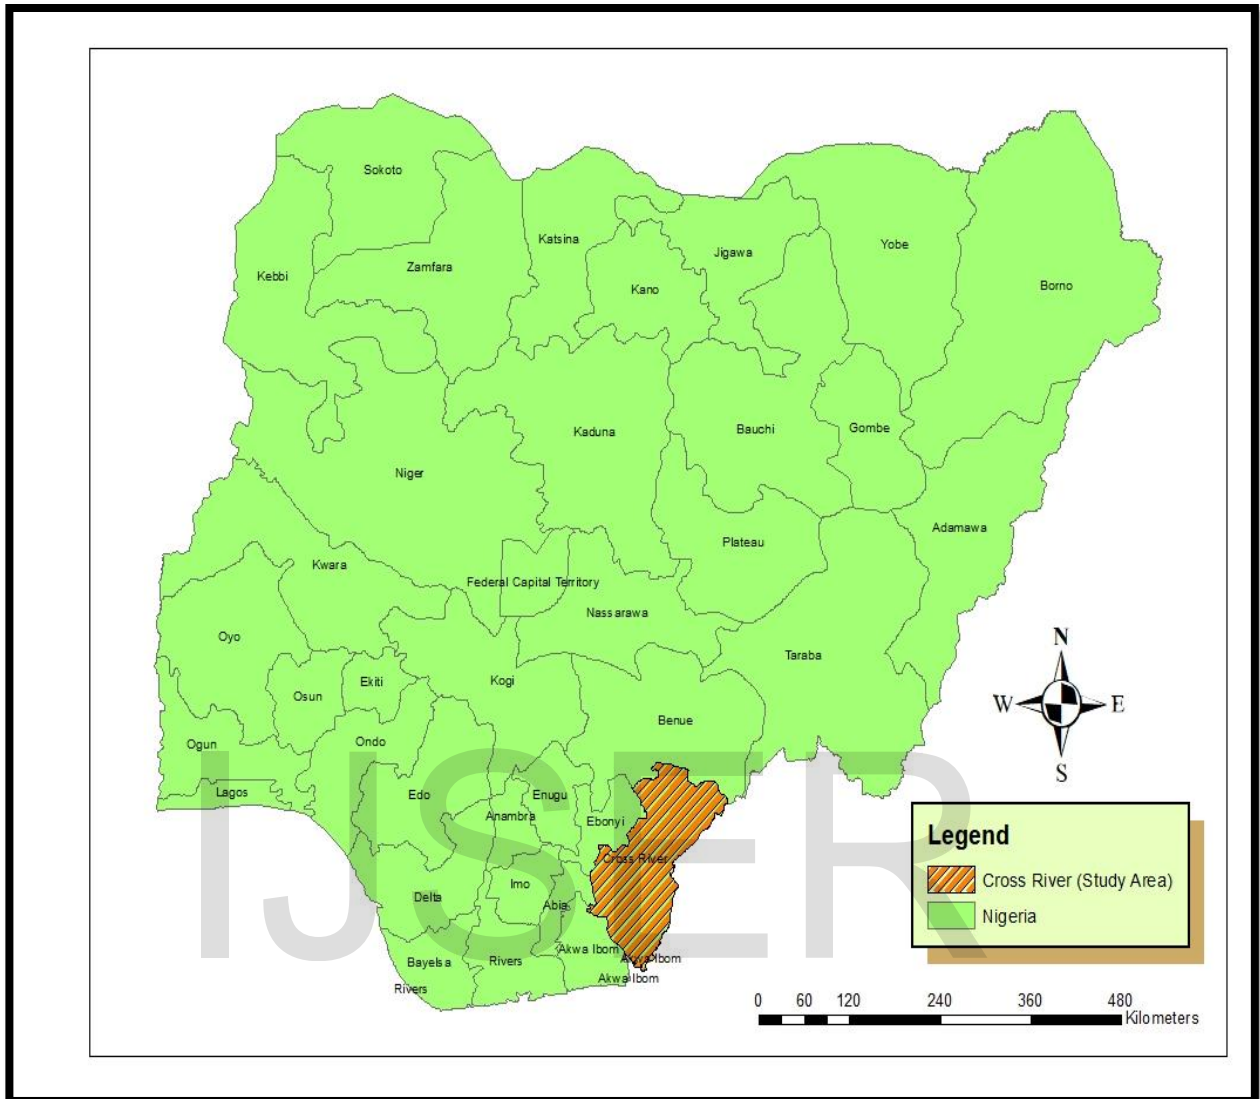 Sokoto
Katsina
Yobe
Jigawa
Zamfara
Kebbi
Kano
Borno
Kaduna
Bauchi
Gombe
Niger
Adamawa
Plateau
Kwara
Federal Capital Territory
Nassarawa
Oyo
Taraba
Ekiti
Kogi
Osun
Benue
Ondo
Ogun
Lagos
Edo
Enugu
Anambra
Ebonyi
Cross River
Imo
Delta
Abia
Akwa Ibom
Akwa Ibom
Bayelsa
Rivers
Akwa Ibom
Rivers
N
W
E
S
Legend
Cross River (Study Area)
Nigeria
0 60 120 240 360 480
Kilometers
IJSER